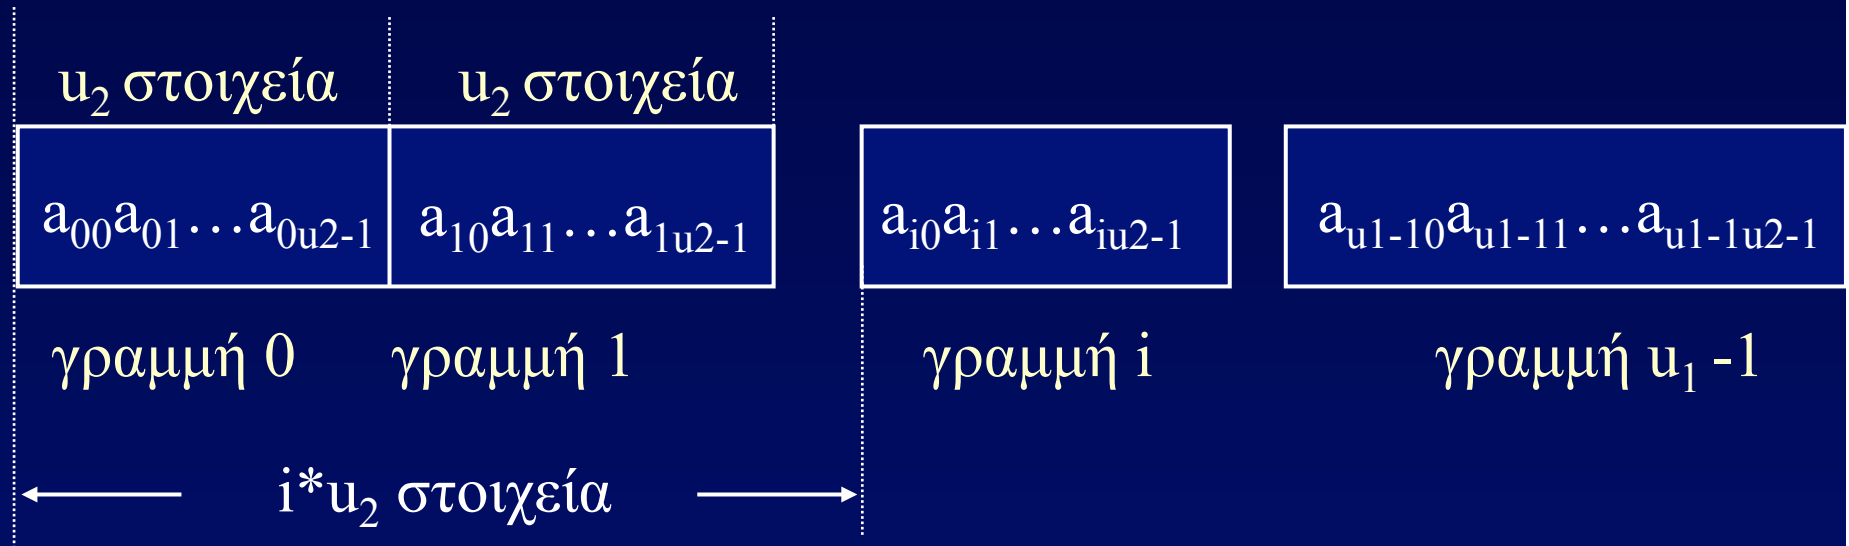 u₂ στοιχεία u₂ στοιχεία
a₀₀a₀₁…a₀ᵤ₂₋₁ a₁₀a₁₁…a₁ᵤ₂₋₁ aᵢ₀aᵢ₁…aᵢᵤ₂₋₁ aᵤ₁₋₁₀aᵤ₁₋₁₁…aᵤ₁₋₁ᵤ₂₋₁
γραμμή 0 γραμμή 1 γραμμή i γραμμή u₁ -1
i*u₂ στοιχεία